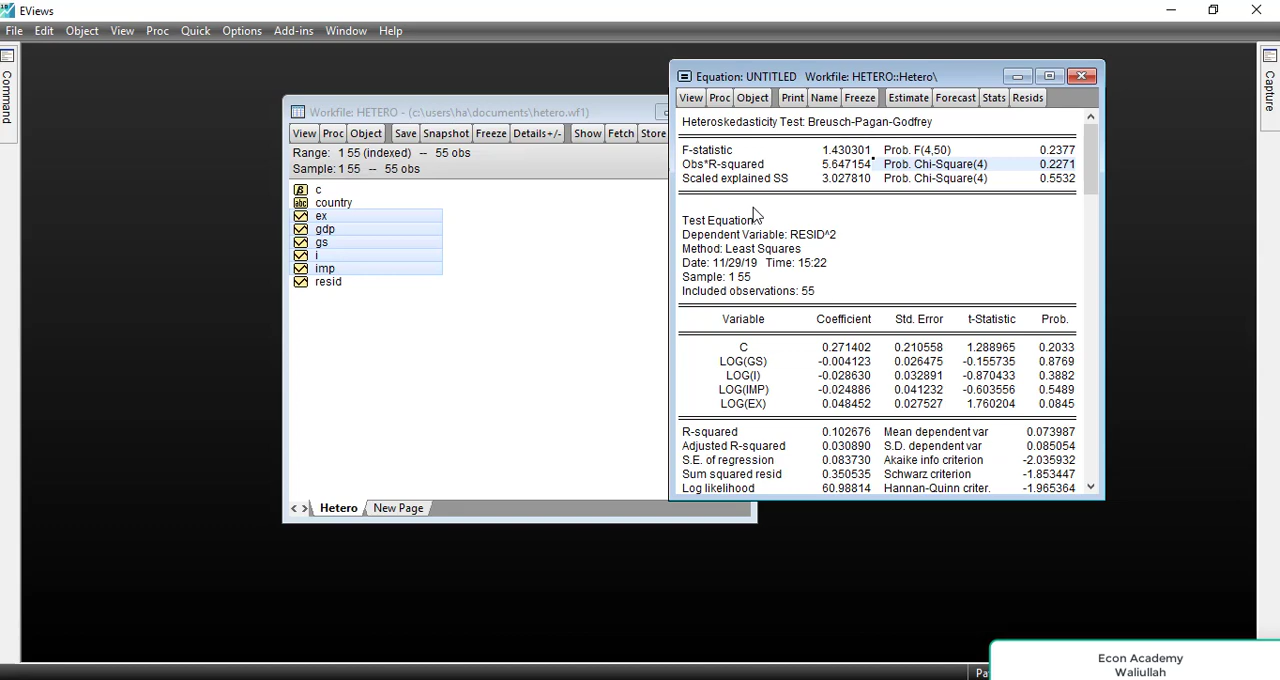 EViews
File Edit Object View Proc Quick Options Add-ins Window Help
Command
Capture
Workfile: HETERO - (c:\users\ha\documents\hetero.wf1)
View Proc Object Save Snapshot Freeze Details+/- Show Fetch Store
Range: 1 55 (indexed) -- 55 obs
Sample: 1 55 -- 55 obs
c
country
ex
gdp
gs
i
imp
resid
Hetero New Page
Equation: UNTITLED Workfile: HETERO::Hetero\
View Proc Object Print Name Freeze Estimate Forecast Stats Resids
Heteroskedasticity Test: Breusch-Pagan-Godfrey
F-statistic 1.430301 Prob. F(4,50) 0.2377
Obs*R-squared 5.647154 Prob. Chi-Square(4) 0.2271
Scaled explained SS 3.027810 Prob. Chi-Square(4) 0.5532
Test Equation:
Dependent Variable: RESID^2
Method: Least Squares
Date: 11/29/19 Time: 15:22
Sample: 1 55
Included observations: 55
Variable Coefficient Std. Error t-Statistic Prob.
C 0.271402 0.210558 1.288965 0.2033
LOG(GS) -0.004123 0.026475 -0.155735 0.8769
LOG(I) -0.028630 0.032891 -0.870433 0.3882
LOG(IMP) -0.024886 0.041232 -0.603556 0.5489
LOG(EX) 0.048452 0.027527 1.760204 0.0845
R-squared 0.102676 Mean dependent var 0.073987
Adjusted R-squared 0.030890 S.D. dependent var 0.085054
S.E. of regression 0.083730 Akaike info criterion -2.035932
Sum squared resid 0.350535 Schwarz criterion -1.853447
Log likelihood 60.98814 Hannan-Quinn criter. -1.965364
Econ Academy
Waliullah